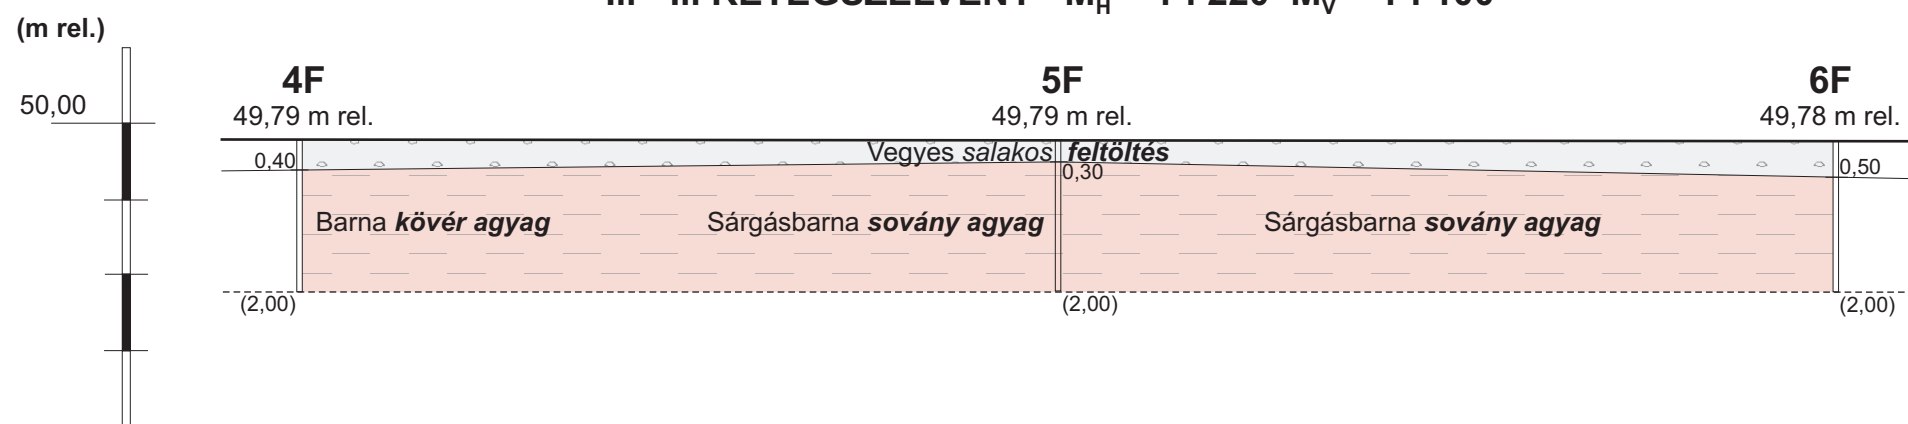 (m rel.)
4F 5F 6F
50,00
49,79 m rel. 49,79 m rel. 49,78 m rel.
0,40 Vegyes salakos feltöltés 0,50
0,30
Barna kövér agyag Sárgásbarna sovány agyag Sárgásbarna sovány agyag
(2,00) (2,00) (2,00)